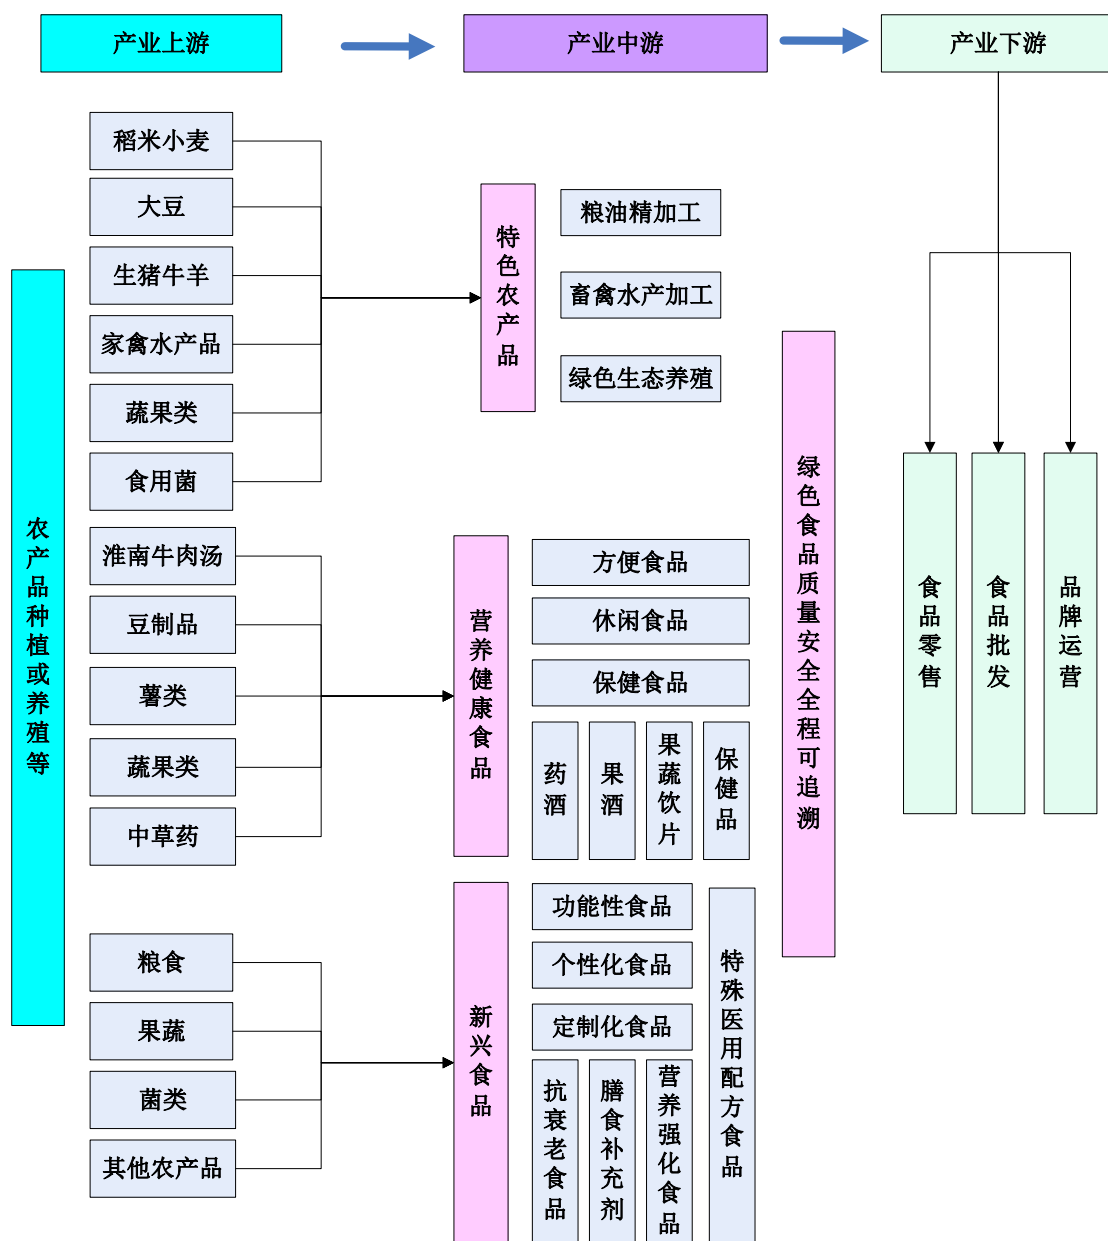 产业上游
产业中游
产业下游
农产品种植或养殖等
稻米小麦
大豆
生猪牛羊
家禽水产品
蔬果类
食用菌
特色农产品
粮油精加工
畜禽水产加工
绿色生态养殖
淮南牛肉汤
豆制品
薯类
蔬果类
中草药
营养健康食品
方便食品
休闲食品
保健食品
药酒
果酒
果蔬饮片
保健品
粮食
果蔬
菌类
其他农产品
新兴食品
功能性食品
个性化食品
定制化食品
抗衰老食品
膳食补充剂
营养强化食品
特殊医用配方食品
绿色食品质量安全全程可追溯
食品零售
食品批发
品牌运营